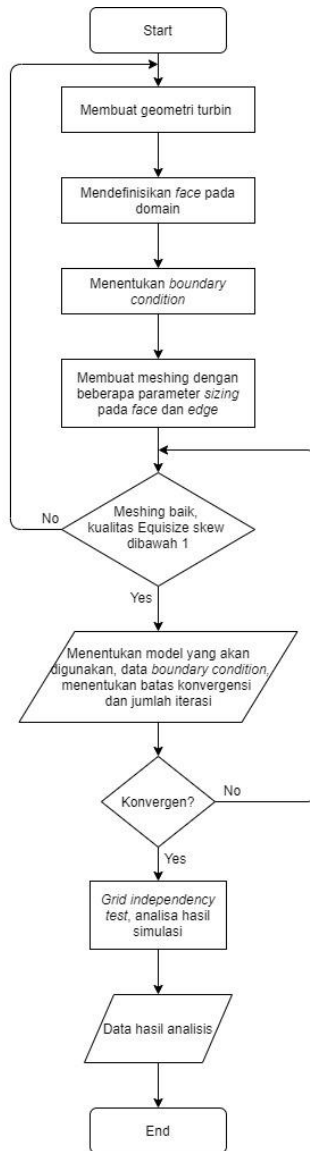 Start
Membuat geometri turbin
Mendefinisikan face pada
domain
Menentukan boundary
condition
Membuat meshing dengan
beberapa parameter sizing
pada face dan edge
Meshing baik,
kualitas Equisize skew
dibawah 1
No
Yes
Menentukan model yang akan
digunakan, data boundary condition,
menentukan batas konvergensi
dan jumlah iterasi
Konvergen?
No
Yes
Grid independency
test, analisa hasil
simulasi
Data hasil analisis
End